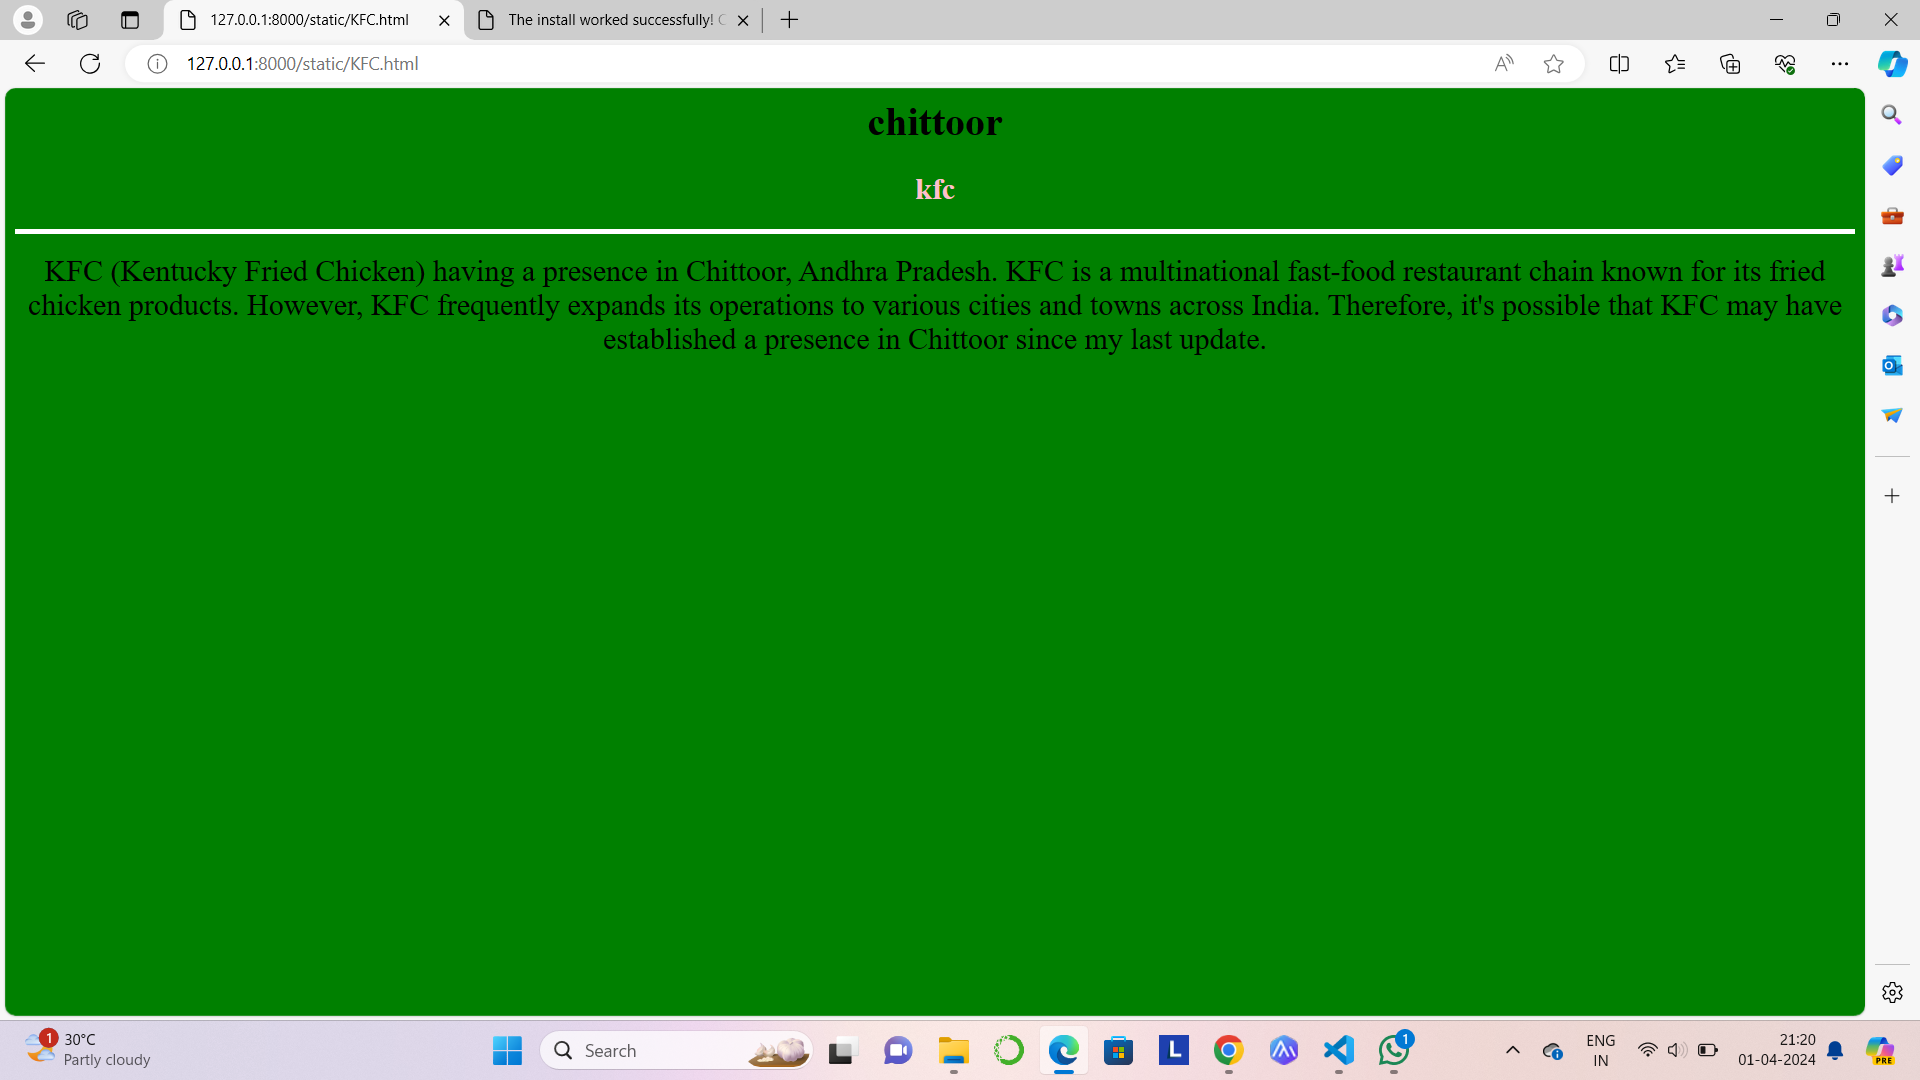 127.0.0.1:8000/static/KFC.html
The install worked successfully!
127.0.0.1:8000/static/KFC.html
chittoor
kfc
KFC (Kentucky Fried Chicken) having a presence in Chittoor, Andhra Pradesh. KFC is a multinational fast-food restaurant chain known for its fried
chicken products. However, KFC frequently expands its operations to various cities and towns across India. Therefore, it's possible that KFC may have
established a presence in Chittoor since my last update.
1
30°C
Partly cloudy
Search
L
1
ENG
IN
21:20
01-04-2024
PRE